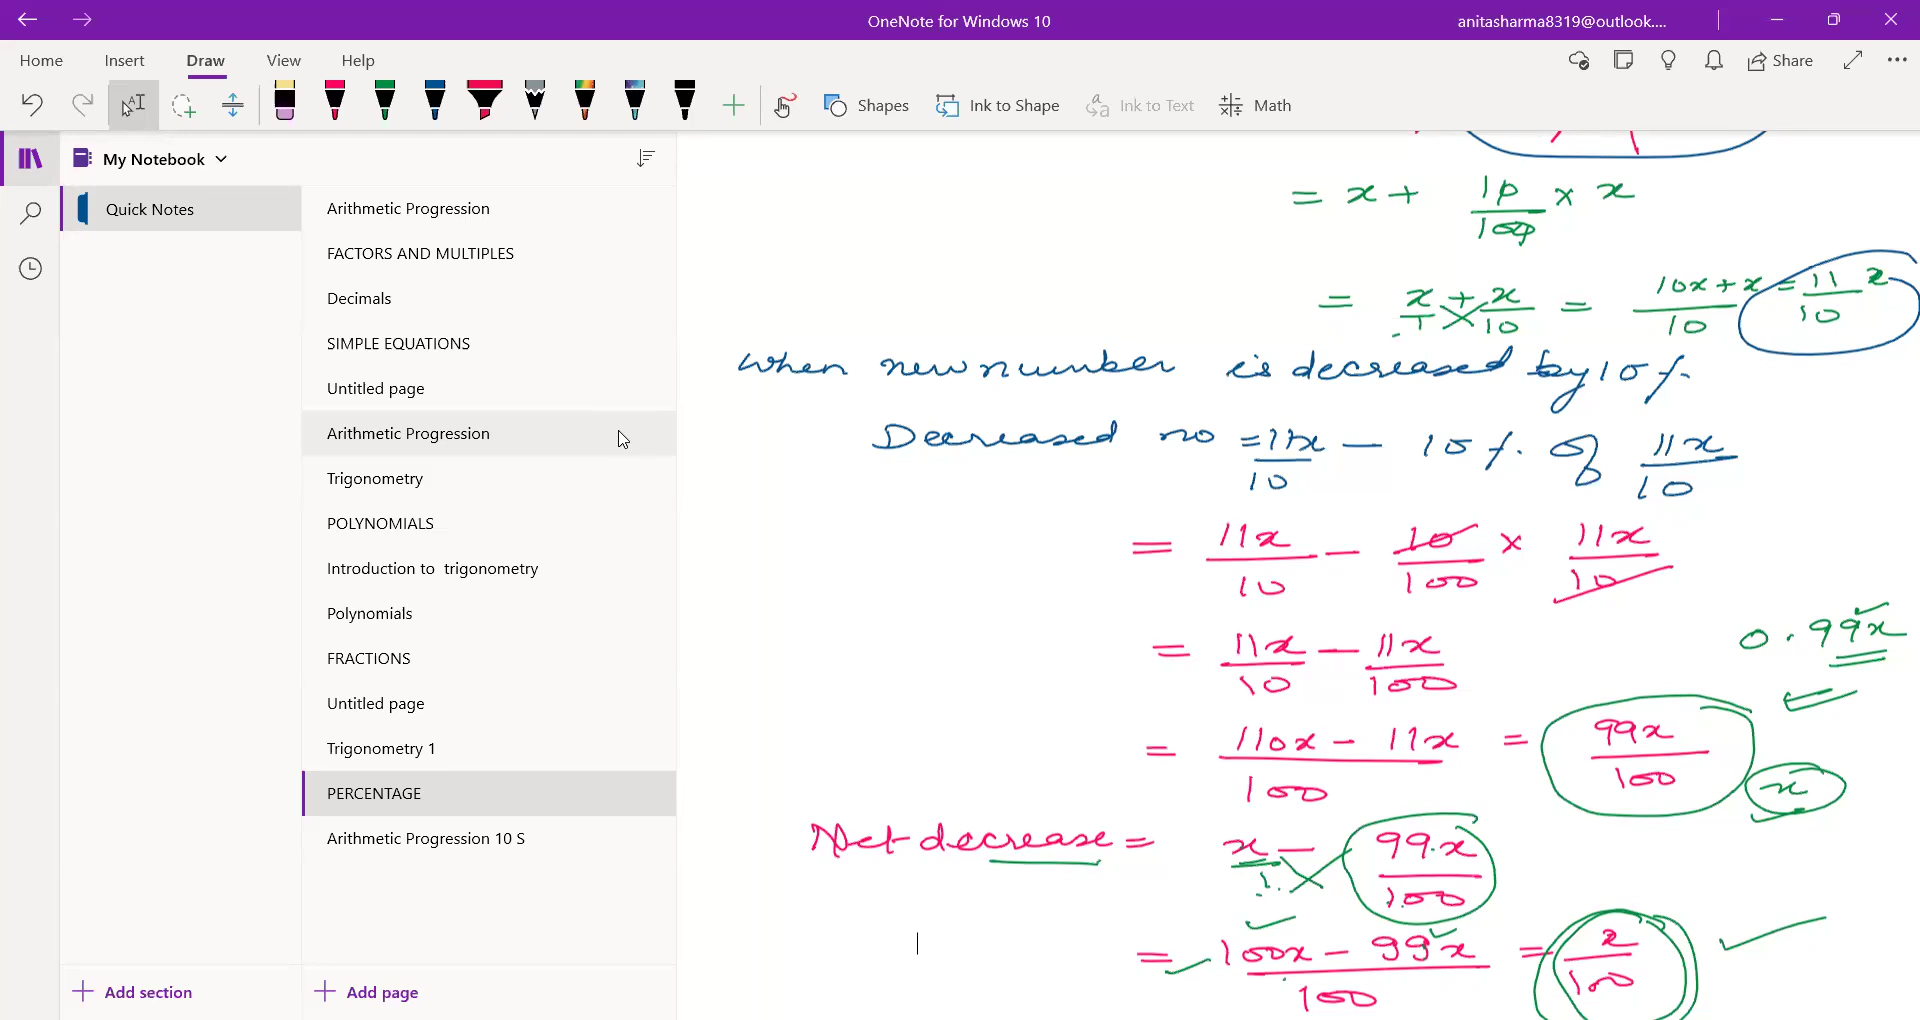 OneNote for Windows 10
anitasharma8319@outlook....
Home Insert Draw View Help
Share
Shapes Ink to Shape Ink to Text Math
My Notebook
Quick Notes
Arithmetic Progression
FACTORS AND MULTIPLES
Decimals
SIMPLE EQUATIONS
Untitled page
Arithmetic Progression
Trigonometry
POLYNOMIALS
Introduction to trigonometry
Polynomials
FRACTIONS
Untitled page
Trigonometry 1
PERCENTAGE
Arithmetic Progression 10 S
Add section
Add page
= x + 10/100 × x
= x/1 + x/10 = 10x+x/10 = 11x/10
When new number is decreased by 10%.
Decreased no = 11x/10 - 10%. of 11x/10
= 11x/10 - 10/100 × 11x/10
= 11x/10 - 11x/100
0.99x
= 110x - 11x/100 = 99x/100
x
Net decrease = x/1 - 99x/100
= 100x - 99x/100 = x/100